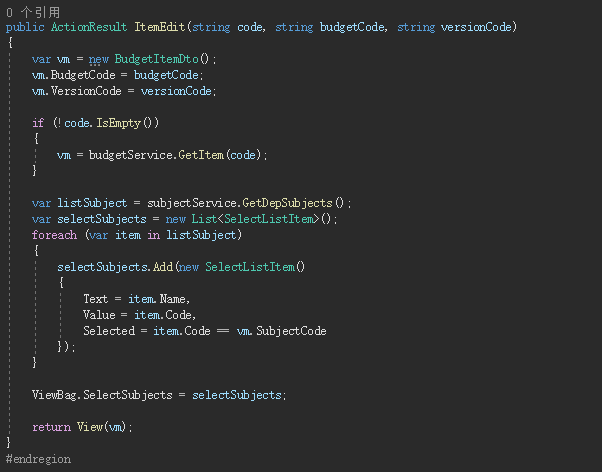 0 个引用
public ActionResult ItemEdit(string code, string budgetCode, string versionCode)
{
var vm = new BudgetItemDto();
vm.BudgetCode = budgetCode;
vm.VersionCode = versionCode;
if (!code.IsEmpty())
{
vm = budgetService.GetItem(code);
}
var listSubject = subjectService.GetDepSubjects();
var selectSubjects = new List<SelectListItem>();
foreach (var item in listSubject)
{
selectSubjects.Add(new SelectListItem()
{
Text = item.Name,
Value = item.Code,
Selected = item.Code == vm.SubjectCode
});
}
ViewBag.SelectSubjects = selectSubjects;
return View(vm);
}
#endregion